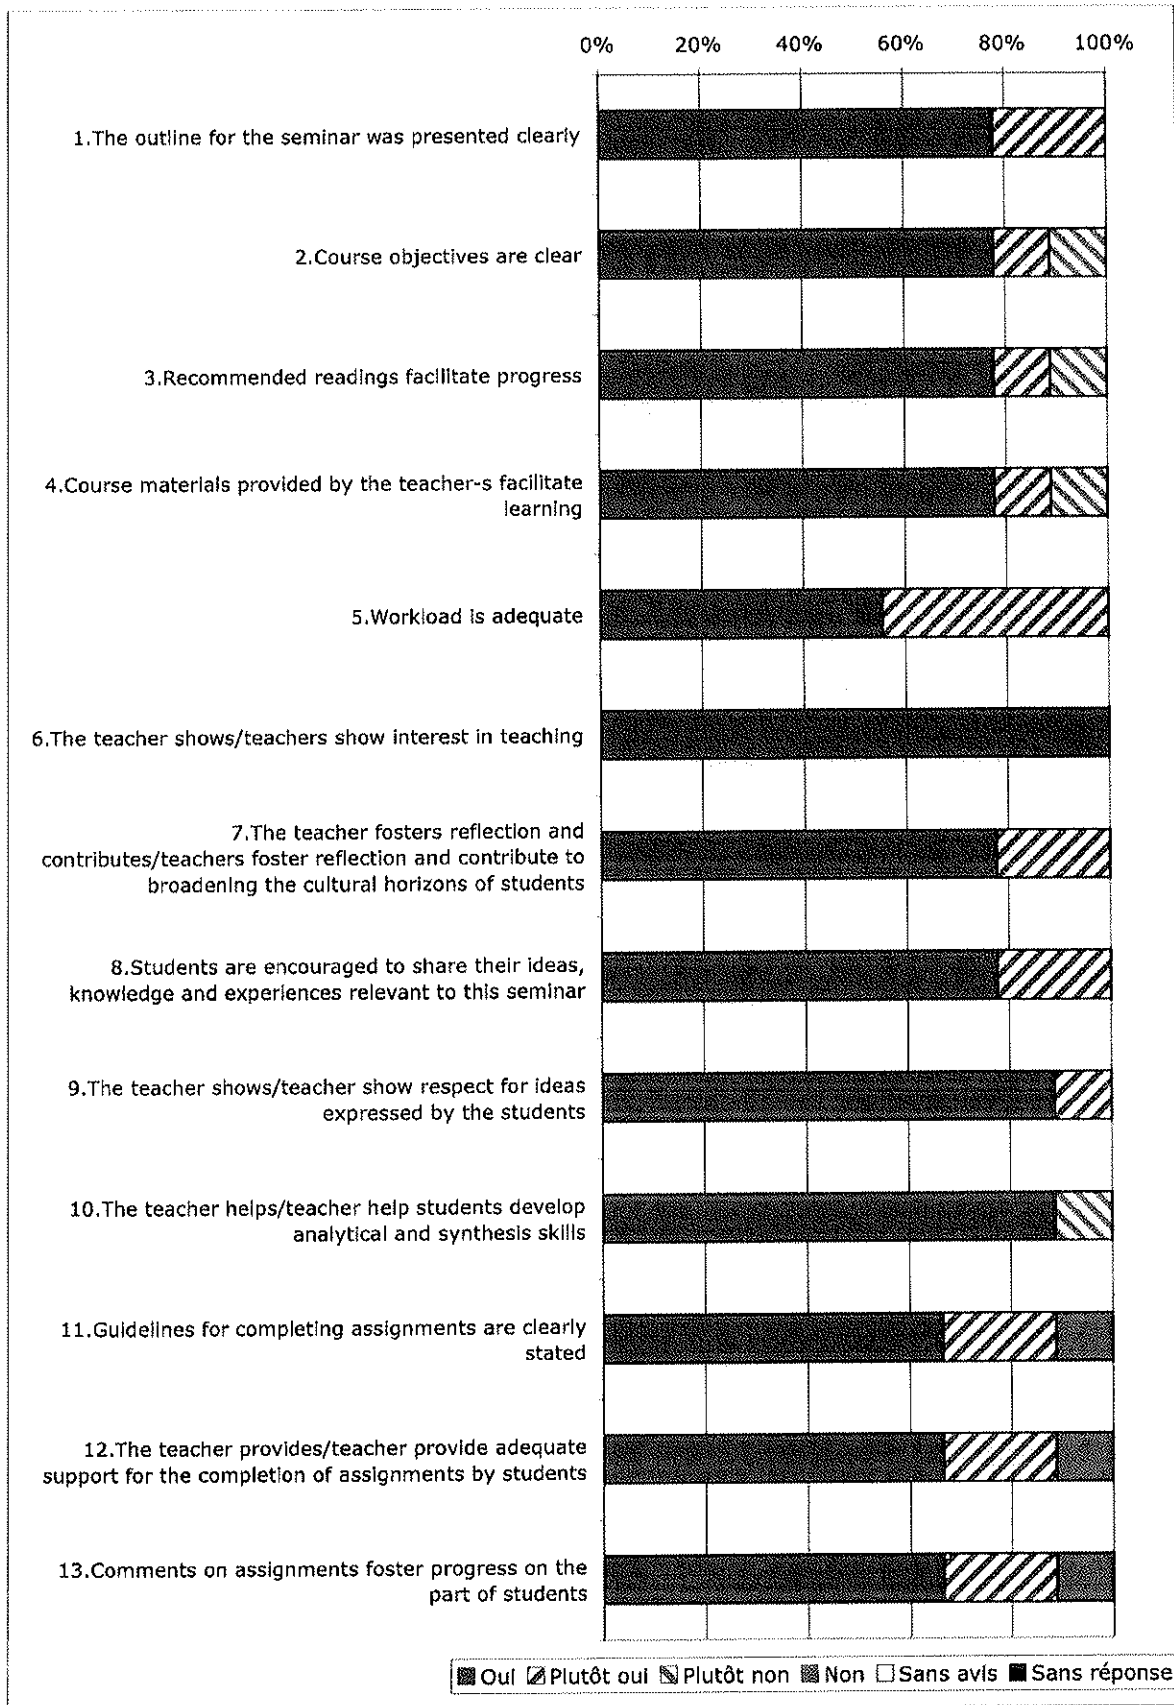 0% 20% 40% 60% 80% 100%
1.The outline for the seminar was presented clearly
2.Course objectives are clear
3.Recommended readings facilitate progress
4.Course materials provided by the teacher-s facilitate
learning
5.Workload is adequate
6.The teacher shows/teachers show interest in teaching
7.The teacher fosters reflection and
contributes/teachers foster reflection and contribute to
broadening the cultural horizons of students
8.Students are encouraged to share their ideas,
knowledge and experiences relevant to this seminar
9.The teacher shows/teacher show respect for ideas
expressed by the students
10.The teacher helps/teacher help students develop
analytical and synthesis skills
11.Guidelines for completing assignments are clearly
stated
12.The teacher provides/teacher provide adequate
support for the completion of assignments by students
13.Comments on assignments foster progress on the
part of students
Oui Plutôt oui Plutôt non Non Sans avis Sans réponse